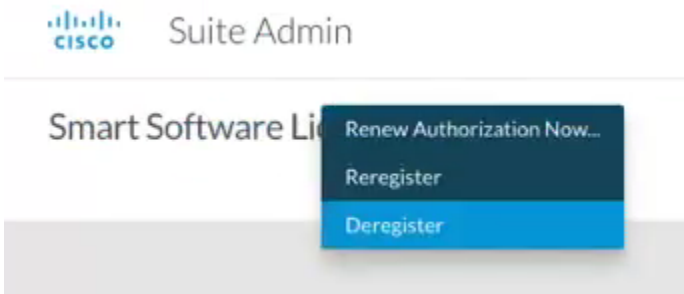 CISCO Suite Admin
Smart Software Li
Renew Authorization Now...
Reregister
Deregister